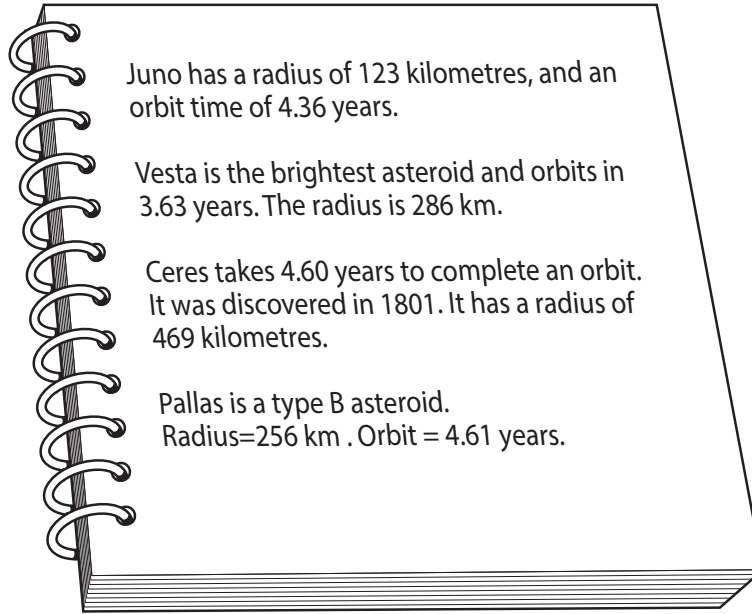 Juno has a radius of 123 kilometres, and an
orbit time of 4.36 years.
Vesta is the brightest asteroid and orbits in
3.63 years. The radius is 286 km.
Ceres takes 4.60 years to complete an orbit.
It was discovered in 1801. It has a radius of
469 kilometres.
Pallas is a type B asteroid.
Radius=256 km . Orbit = 4.61 years.